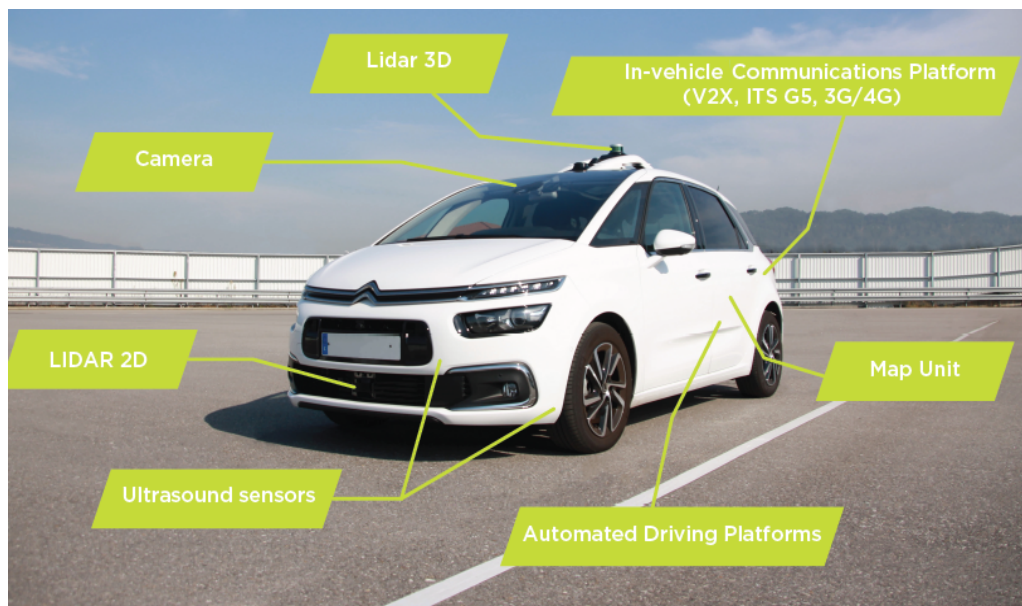 Lidar 3D
In-vehicle Communications Platform
(V2X, ITS G5, 3G/4G)
Camera
LIDAR 2D
Map Unit
Ultrasound sensors
Automated Driving Platforms